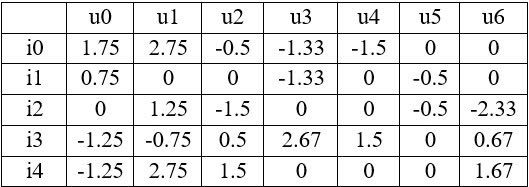 u0 u1 u2 u3 u4 u5 u6
i0 1.75 2.75 -0.5 -1.33 -1.5 0 0
i1 0.75 0 0 -1.33 0 -0.5 0
i2 0 1.25 -1.5 0 0 -0.5 -2.33
i3 -1.25 -0.75 0.5 2.67 1.5 0 0.67
i4 -1.25 2.75 1.5 0 0 0 1.67